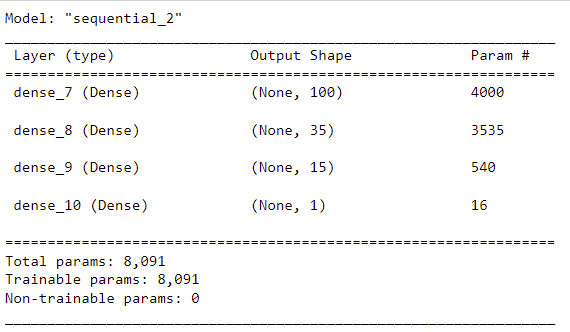 Model: "sequential_2"
_________________________________________________________________
Layer (type) Output Shape Param #
=================================================================
dense_7 (Dense) (None, 100) 4000
dense_8 (Dense) (None, 35) 3535
dense_9 (Dense) (None, 15) 540
dense_10 (Dense) (None, 1) 16
=================================================================
Total params: 8,091
Trainable params: 8,091
Non-trainable params: 0
_________________________________________________________________